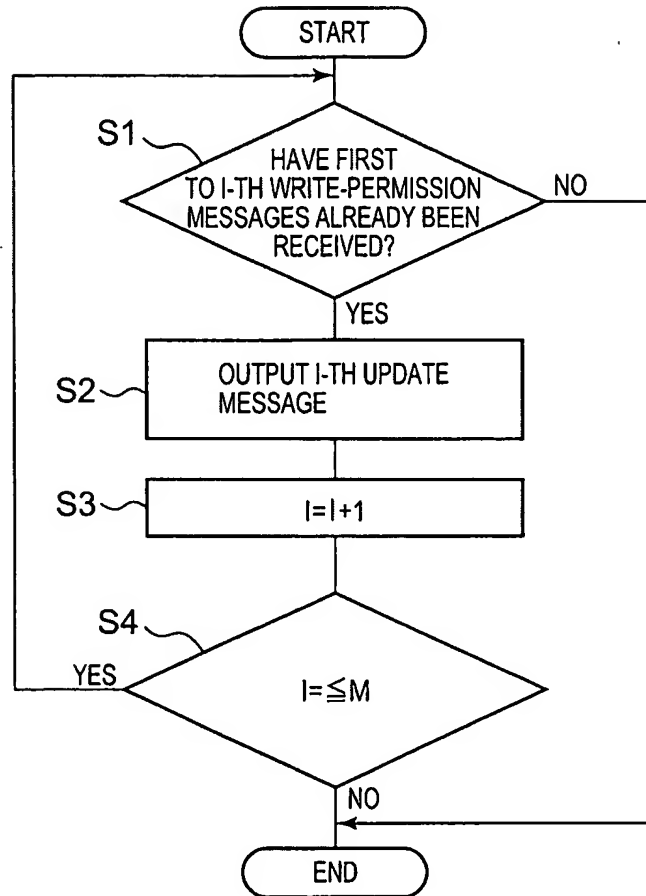 START
S1
HAVE FIRST
TO I-TH WRITE-PERMISSION
MESSAGES ALREADY BEEN
RECEIVED?
NO
YES
S2
OUTPUT I-TH UPDATE
MESSAGE
S3
I=I+1
S4
YES
I=≦M
NO
END